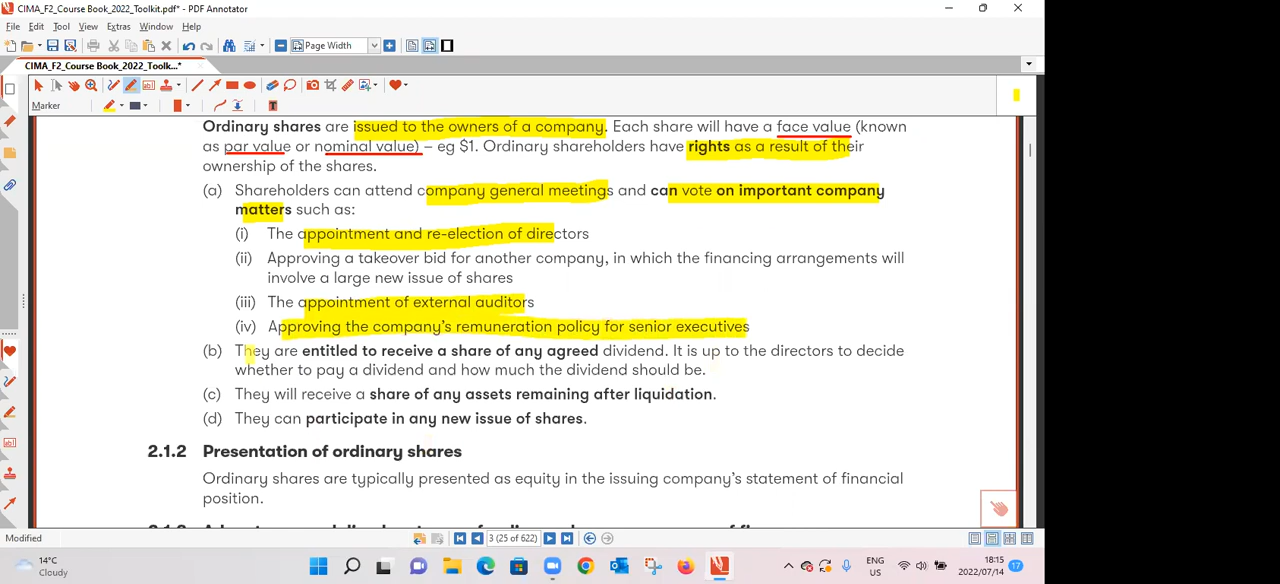 CIMA_F2_Course Book_2022_Toolkit.pdf* - PDF Annotator
File Edit Tool View Extras Window Help
Page Width
CIMA_F2_Course Book_2022_Toolk...*
Marker
Ordinary shares are issued to the owners of a company. Each share will have a face value (known
as par value or nominal value) – eg $1. Ordinary shareholders have rights as a result of their
ownership of the shares.
(a) Shareholders can attend company general meetings and can vote on important company
matters such as:
(i) The appointment and re-election of directors
(ii) Approving a takeover bid for another company, in which the financing arrangements will
involve a large new issue of shares
(iii) The appointment of external auditors
(iv) Approving the company's remuneration policy for senior executives
(b) They are entitled to receive a share of any agreed dividend. It is up to the directors to decide
whether to pay a dividend and how much the dividend should be.
(c) They will receive a share of any assets remaining after liquidation.
(d) They can participate in any new issue of shares.
2.1.2 Presentation of ordinary shares
Ordinary shares are typically presented as equity in the issuing company's statement of financial
position.
Modified
3 (25 of 622)
14°C
Cloudy
ENG
US
18:15
2022/07/14
17